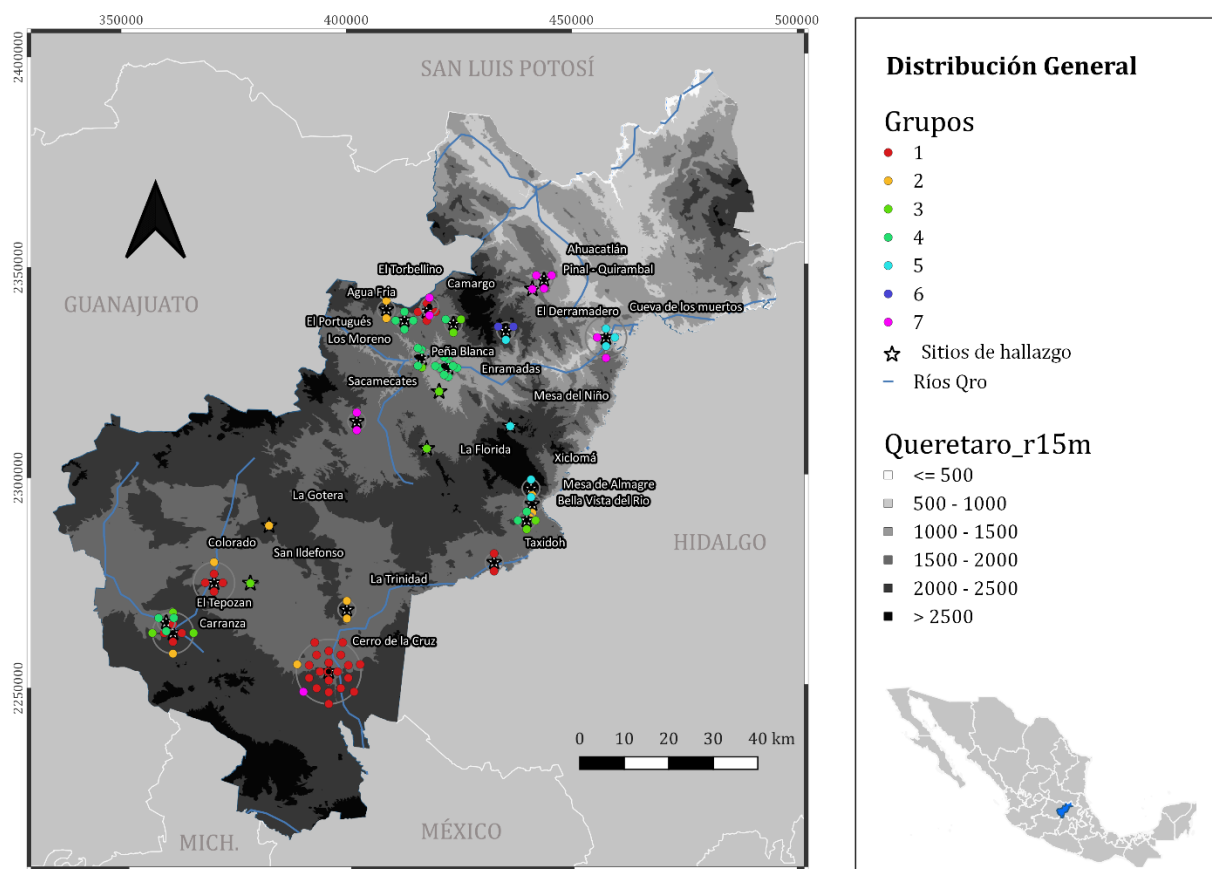 350000
400000
450000
500000
2400000
2350000
2300000
2250000
SAN LUIS POTOSÍ
GUANAJUATO
HIDALGO
MÉXICO
MICH.
Ahuacatlán
El Torbellino
Pinal - Quirambal
Camargo
Agua Fria
Cueva de los muertos
El Derramadero
El Portugués
Los Moreno
Peña Blanca
Enramadas
Sacamecates
Mesa del Niño
La Florida
Xiclomá
Mesa de Almagre
La Gotera
Bella Vista del Rio
Colorado
Taxidoh
San Ildefonso
La Trinidad
El Tepozan
Carranza
Cerro de la Cruz
0 10 20 30 40 km
Distribución General
Grupos
1
2
3
4
5
6
7
Sitios de hallazgo
Ríos Qro
Queretaro_r15m
<= 500
500 - 1000
1000 - 1500
1500 - 2000
2000 - 2500
> 2500